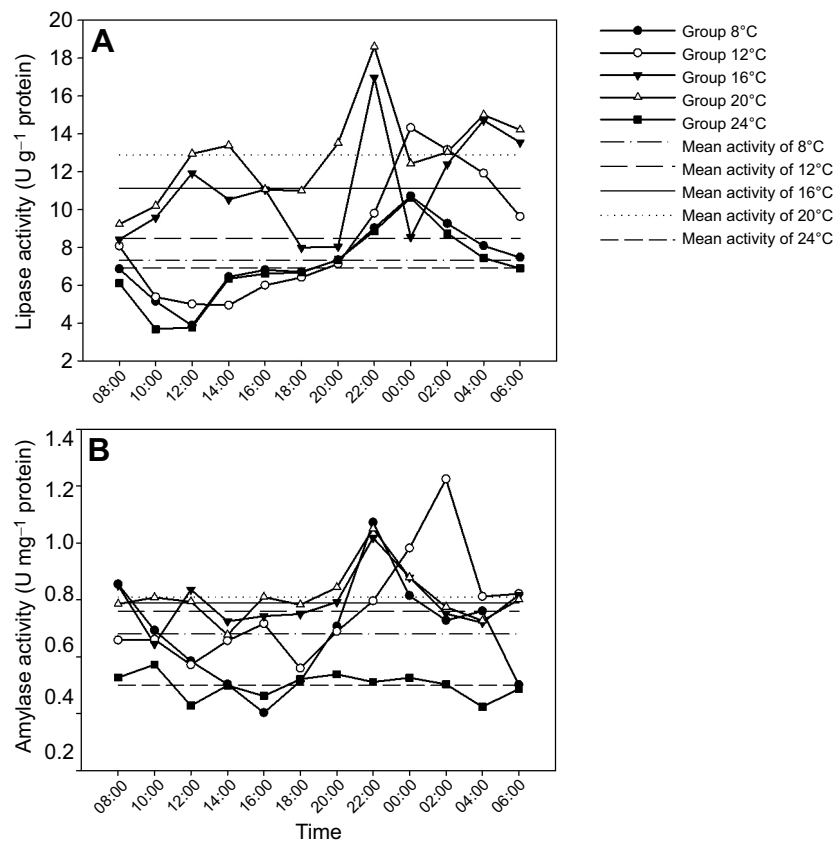 A
Lipase activity (U g⁻¹ protein)
20
18
16
14
12
10
8
6
4
2
08:00
10:00
12:00
14:00
16:00
18:00
20:00
22:00
00:00
02:00
04:00
06:00
Group 8°C
Group 12°C
Group 16°C
Group 20°C
Group 24°C
Mean activity of 8°C
Mean activity of 12°C
Mean activity of 16°C
Mean activity of 20°C
Mean activity of 24°C
B
Amylase activity (U mg⁻¹ protein)
1.4
1.2
1.0
0.8
0.6
0.4
0.2
08:00
10:00
12:00
14:00
16:00
18:00
20:00
22:00
00:00
02:00
04:00
06:00
Time